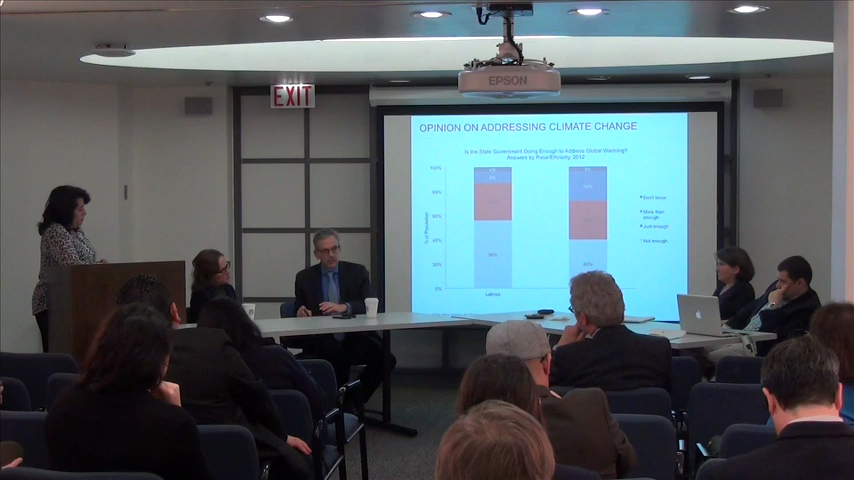 EPSON
EXIT
OPINION ON ADDRESSING CLIMATE CHANGE
Is the State Government Doing Enough to Address Global Warming?
Answers by Race/Ethnicity, 2012
100%
80%
60%
40%
20%
0%
% of Population
Don't know
More than
enough
Just enough
Not enough
Latinos